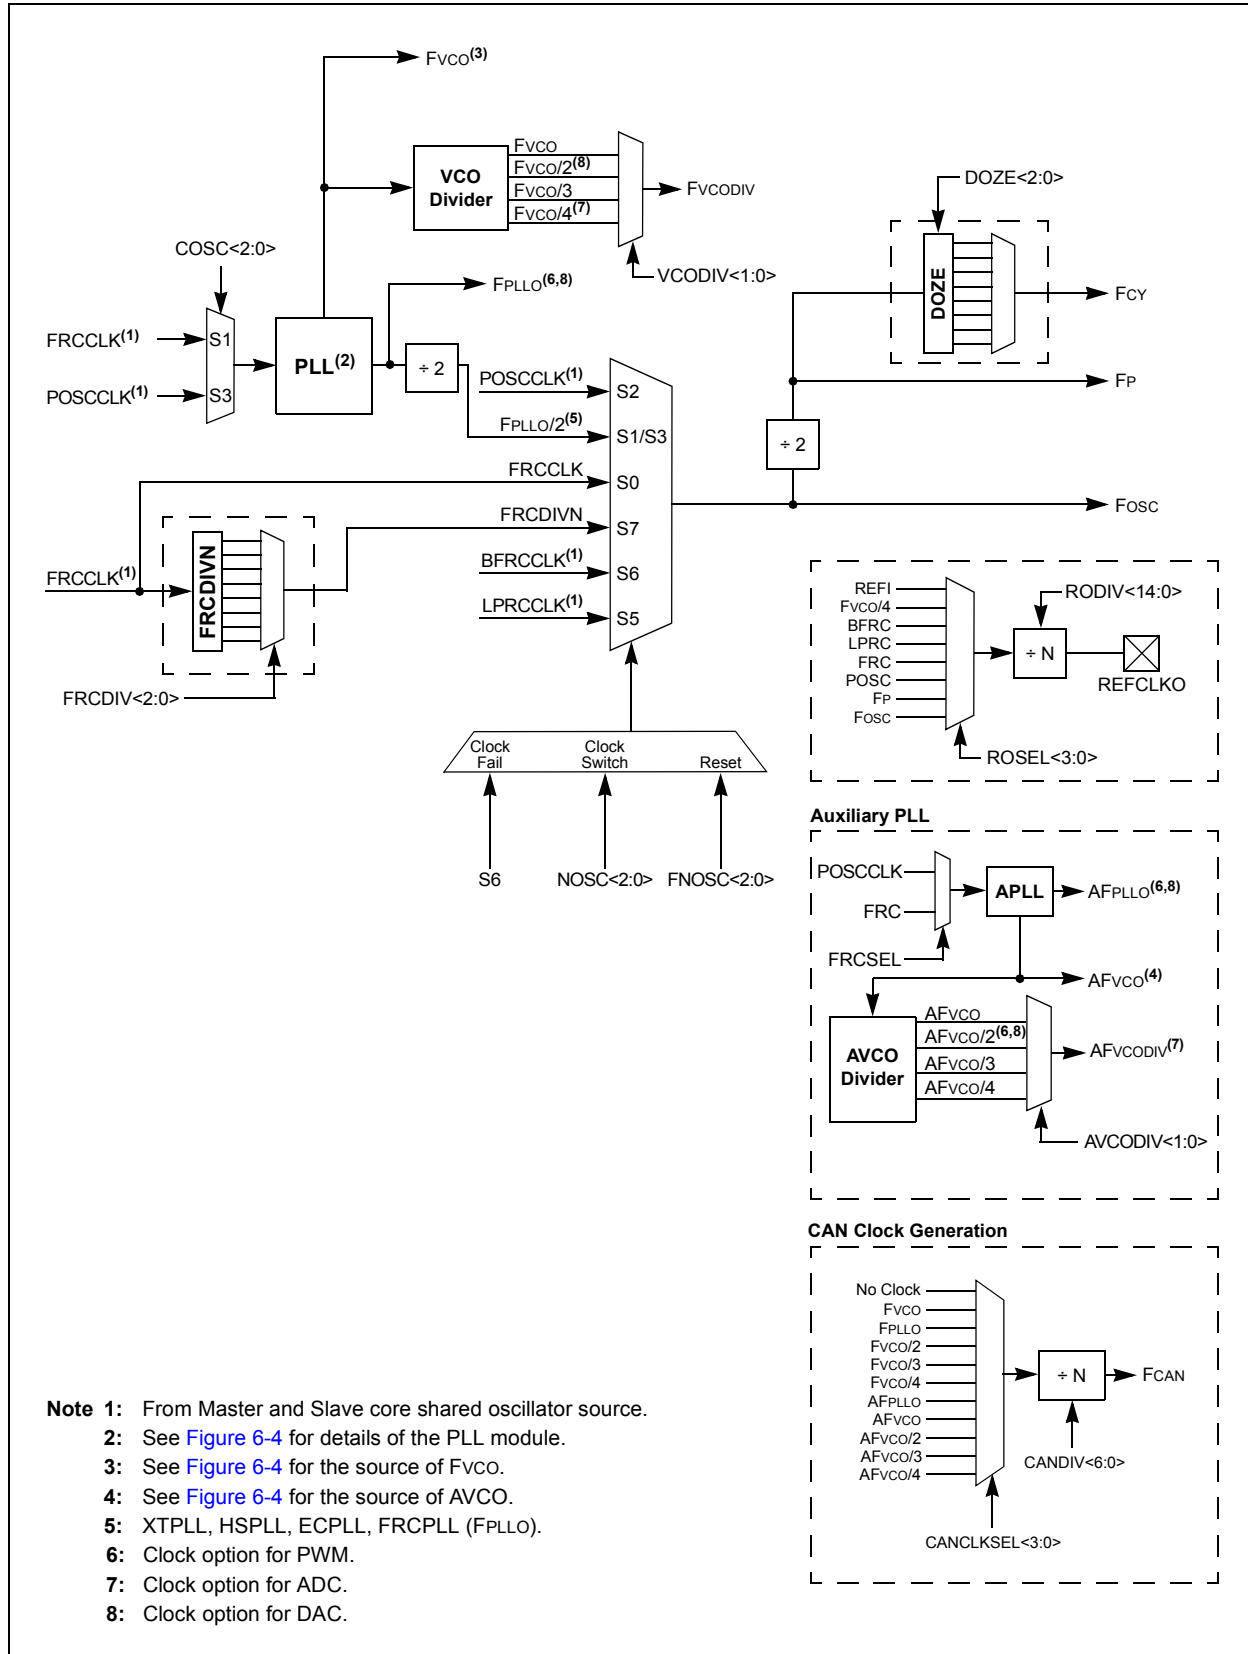 FVCO(3)
VCO
Divider
FVCO
FVCO/2(8)
FVCO/3
FVCO/4(7)
FVCODIV
VCODIV<1:0>
COSC<2:0>
FPLLO(6,8)
FRCCLK(1)
S1
POSCCLK(1)
S3
PLL(2)
÷ 2
POSCCLK(1)
S2
FPLLO/2(5)
S1/S3
FRCCLK
S0
FRCDIVN
S7
BFRCCLK(1)
S6
LPRCCLK(1)
S5
FRCCLK(1)
FRCDIVN
FRCDIV<2:0>
Clock
Fail
Clock
Switch
Reset
S6
NOSC<2:0>
FNOSC<2:0>
DOZE<2:0>
DOZE
FCY
FP
÷ 2
FOSC
REFI
FVCO/4
BFRC
LPRC
FRC
POSC
FP
FOSC
RODIV<14:0>
÷ N
REFCLKO
ROSEL<3:0>
Auxiliary PLL
POSCCLK
FRC
FRCSEL
APLL
AFPLLO(6,8)
AFVCO(4)
AVCO
Divider
AFVCO
AFVCO/2(6,8)
AFVCO/3
AFVCO/4
AFVCODIV(7)
AVCODIV<1:0>
CAN Clock Generation
No Clock
FVCO
FPLLO
FVCO/2
FVCO/3
FVCO/4
AFPLLO
AFVCO
AFVCO/2
AFVCO/3
AFVCO/4
÷ N
FCAN
CANDIV<6:0>
CANCLKSEL<3:0>
Note 1: From Master and Slave core shared oscillator source.
2: See Figure 6-4 for details of the PLL module.
3: See Figure 6-4 for the source of FVCO.
4: See Figure 6-4 for the source of AVCO.
5: XTPLL, HSPLL, ECPLL, FRCPLL (FPLLO).
6: Clock option for PWM.
7: Clock option for ADC.
8: Clock option for DAC.